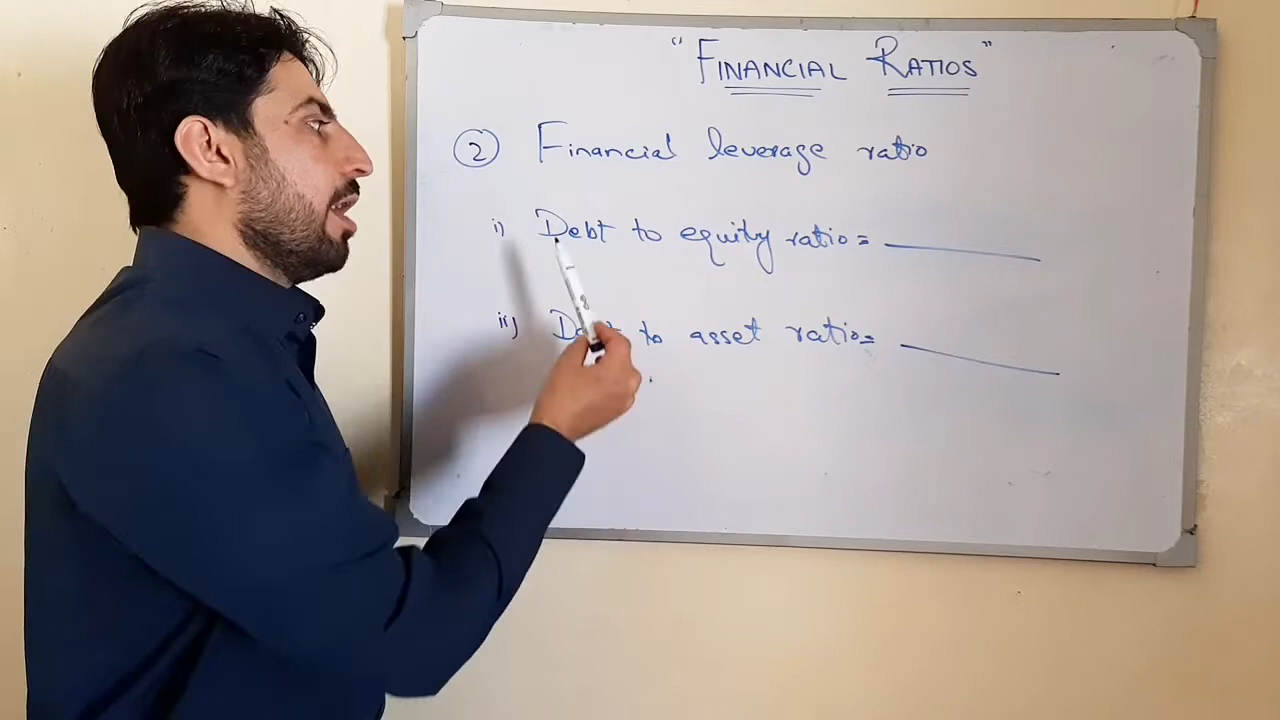 "FINANCIAL RATIOS"
② Financial leverage ratio
i) Debt to equity ratio =
ii) to asset ratio =